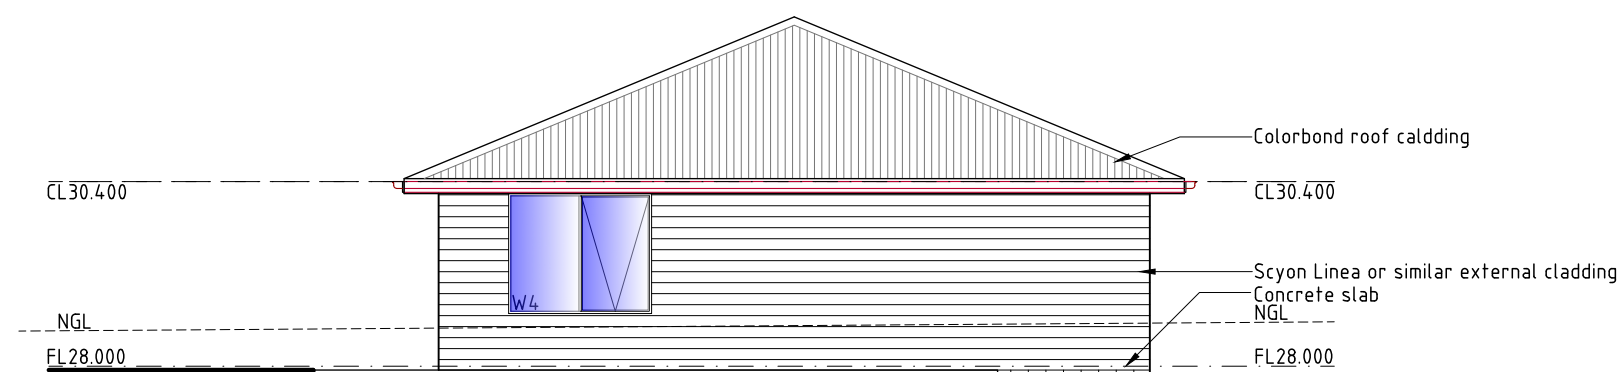 Colorbond roof caldding
CL30.400
CL30.400
Scyon Linea or similar external cladding
Concrete slab
W4
NGL
NGL
FL28.000
FL28.000